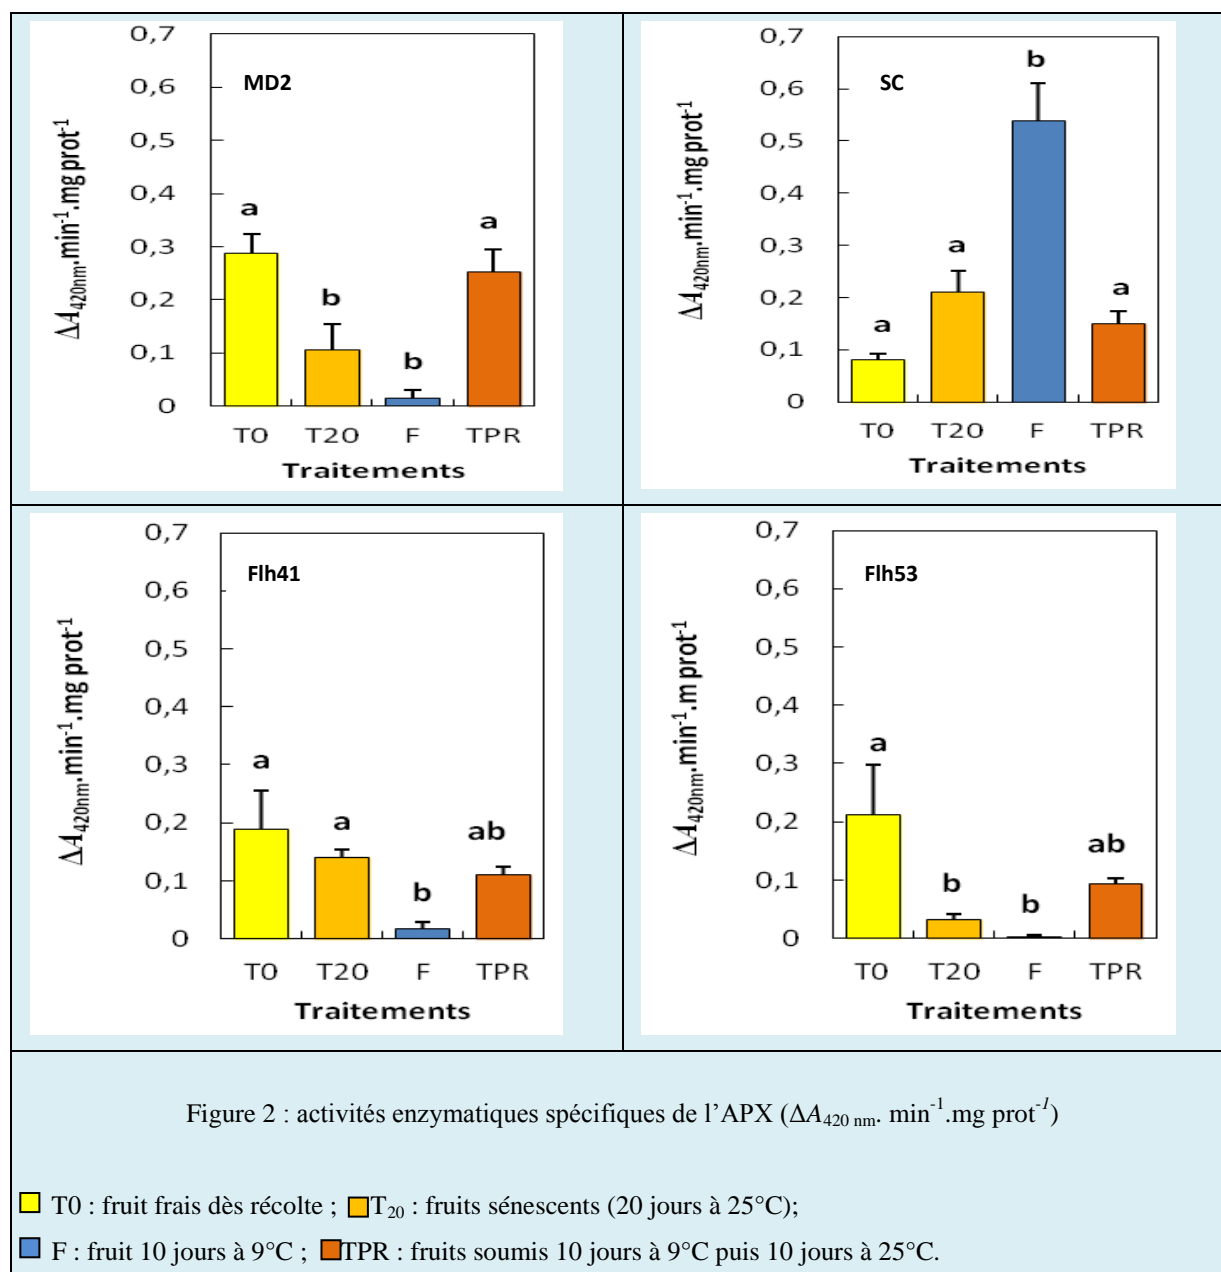 MD2
ΔA420nm.min-1.mg prot-1
0,7
0,6
0,5
0,4
0,3
0,2
0,1
0
a
b
b
a
T0 T20 F TPR
Traitements
SC
ΔA420nm.min-1.mg prot-1
0,7
0,6
0,5
0,4
0,3
0,2
0,1
0
a
a
b
a
T0 T20 F TPR
Traitements
Flh41
ΔA420nm.min-1.mg prot-1
0,7
0,6
0,5
0,4
0,3
0,2
0,1
0
a
a
b
ab
T0 T20 F TPR
Traitements
Flh53
ΔA420nm.min-1.m prot-1
0,7
0,6
0,5
0,4
0,3
0,2
0,1
0
a
b
b
ab
T0 T20 F TPR
Traitements
Figure 2 : activités enzymatiques spécifiques de l’APX (ΔA420 nm. min-1.mg prot-1)
T0 : fruit frais dès récolte ; T20 : fruits sénescents (20 jours à 25°C);
F : fruit 10 jours à 9°C ; TPR : fruits soumis 10 jours à 9°C puis 10 jours à 25°C.